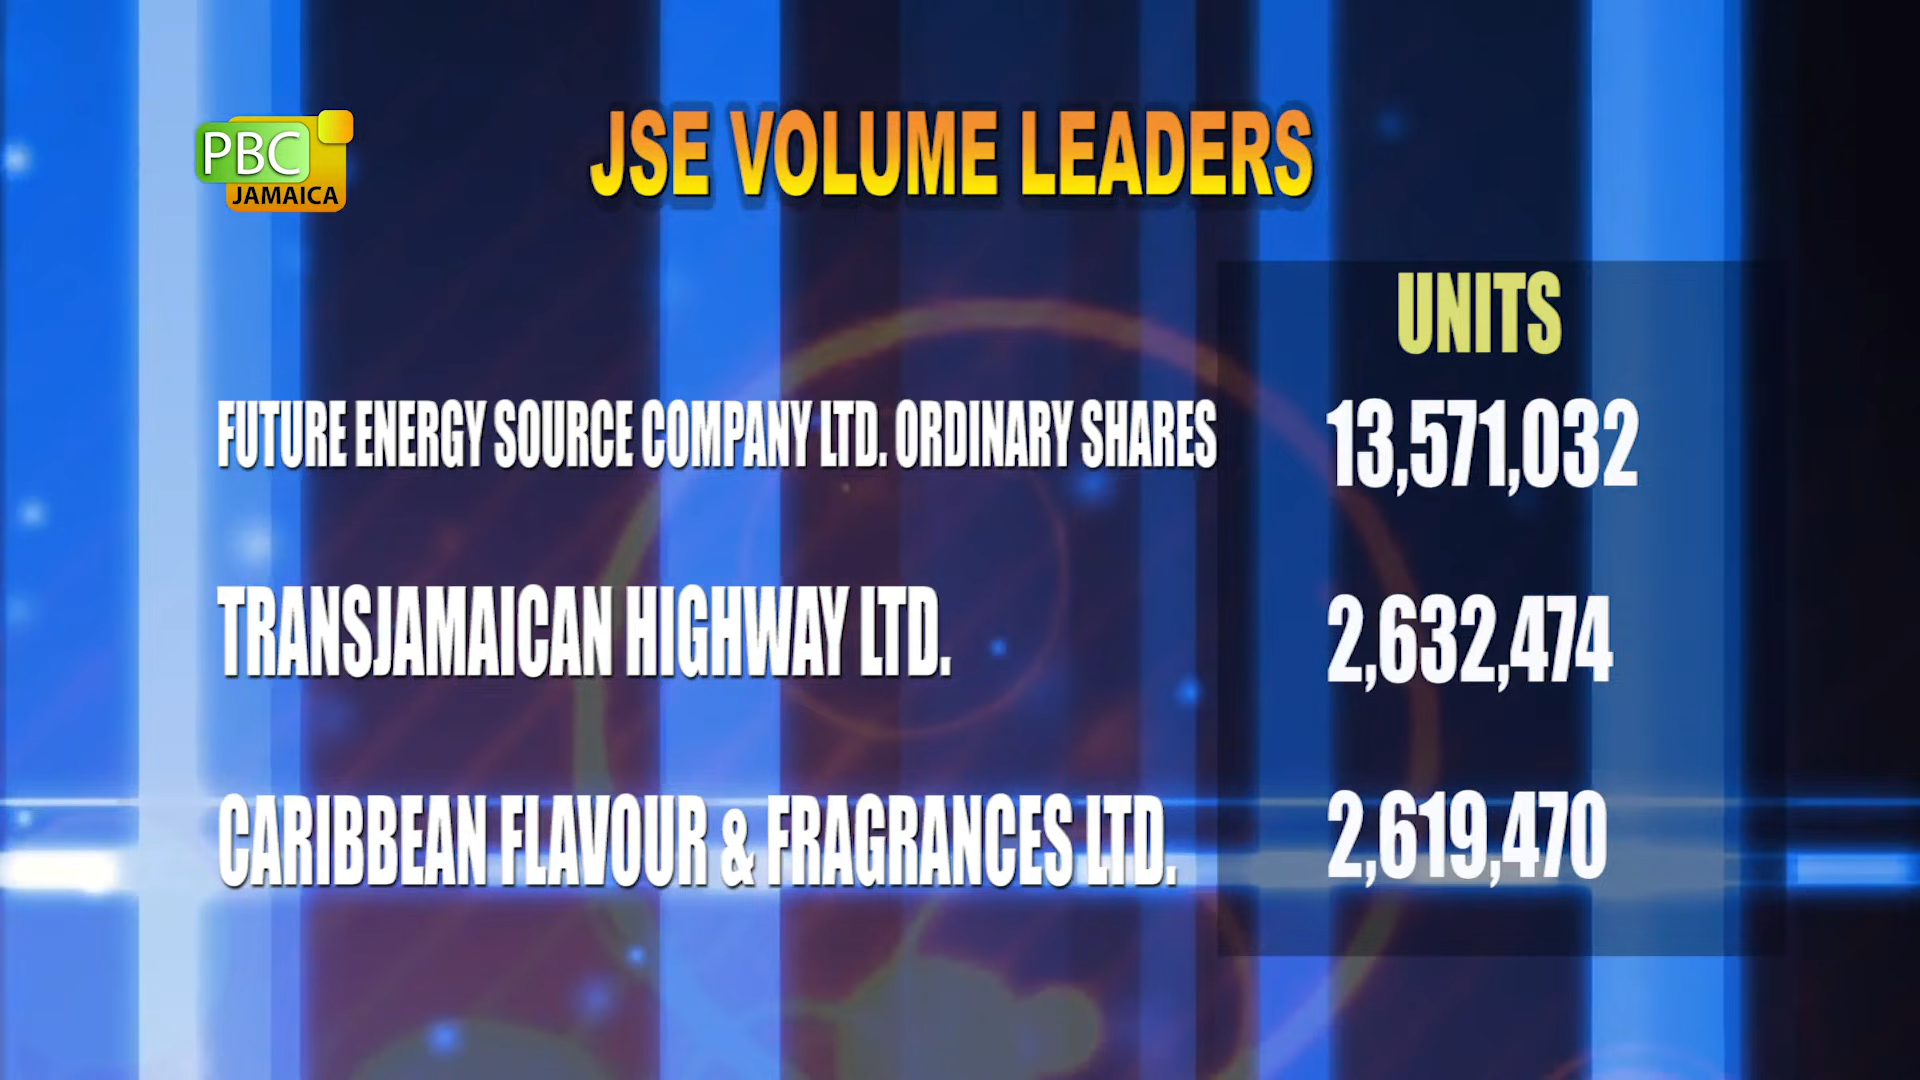 PBC
JAMAICA
JSE VOLUME LEADERS
UNITS
FUTURE ENERGY SOURCE COMPANY LTD. ORDINARY SHARES 13,571,032
TRANSJAMAICAN HIGHWAY LTD. 2,632,474
CARIBBEAN FLAVOUR & FRAGRANCES LTD. 2,619,470